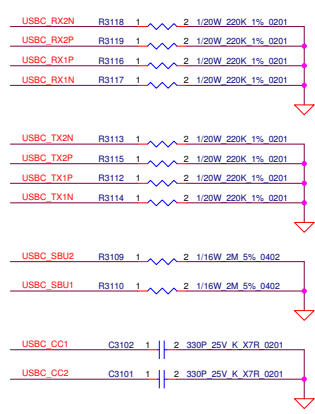 USBC_RX2N R3118 1 2 1/20W_220K_1%_0201
USBC_RX2P R3119 1 2 1/20W_220K_1%_0201
USBC_RX1P R3116 1 2 1/20W_220K_1%_0201
USBC_RX1N R3117 1 2 1/20W_220K_1%_0201
USBC_TX2N R3113 1 2 1/20W_220K_1%_0201
USBC_TX2P R3115 1 2 1/20W_220K_1%_0201
USBC_TX1P R3112 1 2 1/20W_220K_1%_0201
USBC_TX1N R3114 1 2 1/20W_220K_1%_0201
USBC_SBU2 R3109 1 2 1/16W_2M_5%_0402
USBC_SBU1 R3110 1 2 1/16W_2M_5%_0402
USBC_CC1 C3102 1 2 330P_25V_K_X7R_0201
USBC_CC2 C3101 1 2 330P_25V_K_X7R_0201